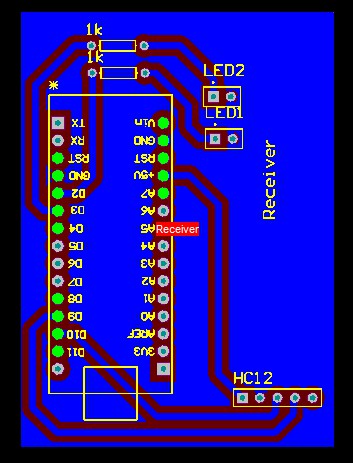 1k
1k
LED2
LED1
*
TX
Vin
RX
GND
RST
RST
GND
+5V
D2
A7
D3
A6
D4
A5
D5
A4
D6
A3
D7
A2
D8
A1
D9
A0
D10
AREF
D11
3V3
Receiver
Receiver
HC12